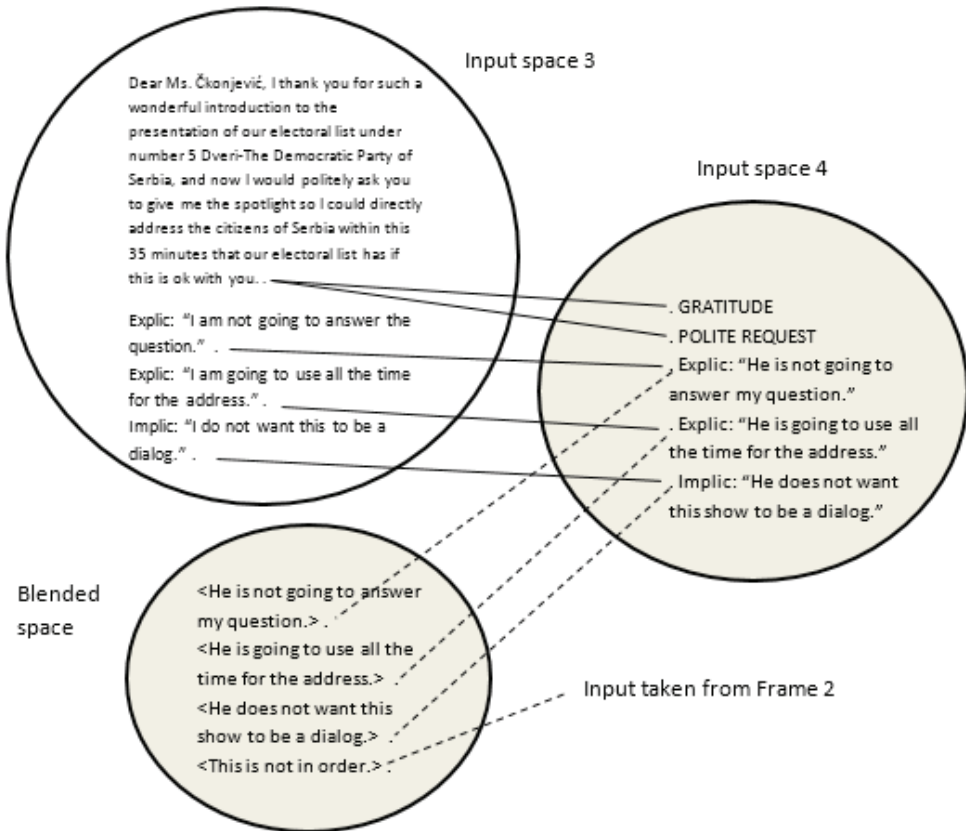 Input space 3
Dear Ms. Čkonjević, I thank you for such a
wonderful introduction to the
presentation of our electoral list under
number 5 Dveri-The Democratic Party of
Serbia, and now I would politely ask you
to give me the spotlight so I could directly
address the citizens of Serbia within this
35 minutes that our electoral list has if
this is ok with you. .
Explic: “I am not going to answer the
question.” .
Explic: “I am going to use all the time
for the address.” .
Implic: “I do not want this to be a
dialog.” .
Input space 4
. GRATITUDE
. POLITE REQUEST
. Explic: “He is not going to
answer my question.”
. Explic: “He is going to use all
the time for the address.”
. Implic: “He does not want
this show to be a dialog.”
Blended
space
<He is not going to answer
my question.> .
<He is going to use all the
time for the address.> .
<He does not want this
show to be a dialog.> .
<This is not in order.> .
Input taken from Frame 2